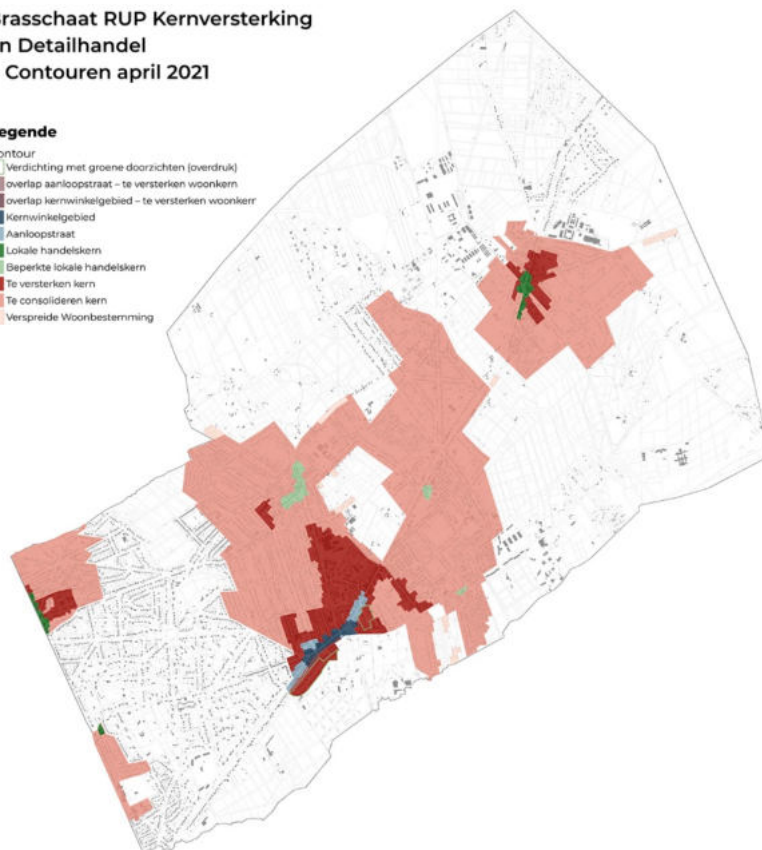 Brasschaat RUP Kernversterking
n Detailhandel
Contouren april 2021
egende
ontour
Verdichting met groene doorzichten (overdruk)
overlap aanloopstraat – te versterken woonkern
overlap kernwinkelgebied – te versterken woonkern
Kernwinkelgebied
Aanloopstraat
Lokale handelskern
Beperkte lokale handelskern
Te versterken kern
Te consolideren kern
Verspreide Woonbestemming